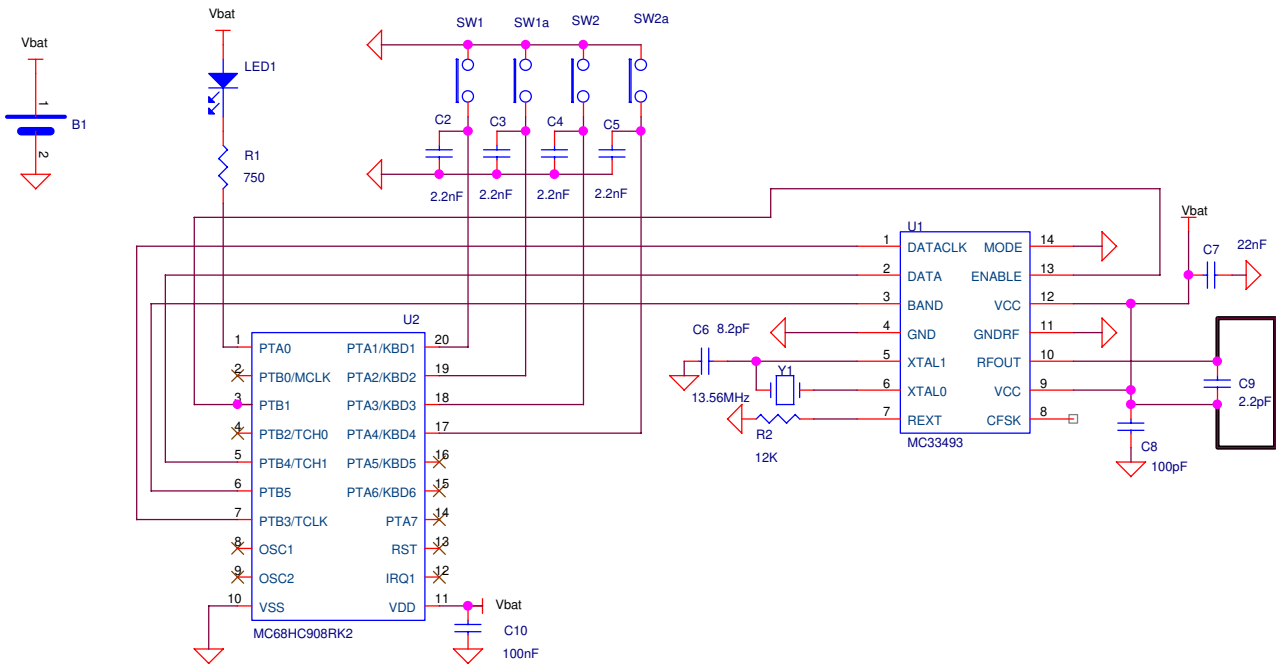 SW1 SW1a SW2 SW2a
Vbat
Vbat
LED1
1
B1
2
C2 C3 C4 C5
R1
750
2.2nF 2.2nF 2.2nF 2.2nF
Vbat
U1
1 DATACLK MODE 14
2 DATA ENABLE 13
3 BAND VCC 12
4 GND GNDRF 11
5 XTAL1 RFOUT 10
6 XTAL0 VCC 9
7 REXT CFSK 8
MC33493
C7 22nF
C6 8.2pF
Y1
13.56MHz
R2
12K
C9
2.2pF
C8
100pF
U2
1 PTA0 PTA1/KBD1 20
2 PTB0/MCLK PTA2/KBD2 19
3 PTB1 PTA3/KBD3 18
4 PTB2/TCH0 PTA4/KBD4 17
5 PTB4/TCH1 PTA5/KBD5 16
6 PTB5 PTA6/KBD6 15
7 PTB3/TCLK PTA7 14
8 OSC1 RST 13
9 OSC2 IRQ1 12
10 VSS VDD 11
MC68HC908RK2
Vbat
C10
100nF